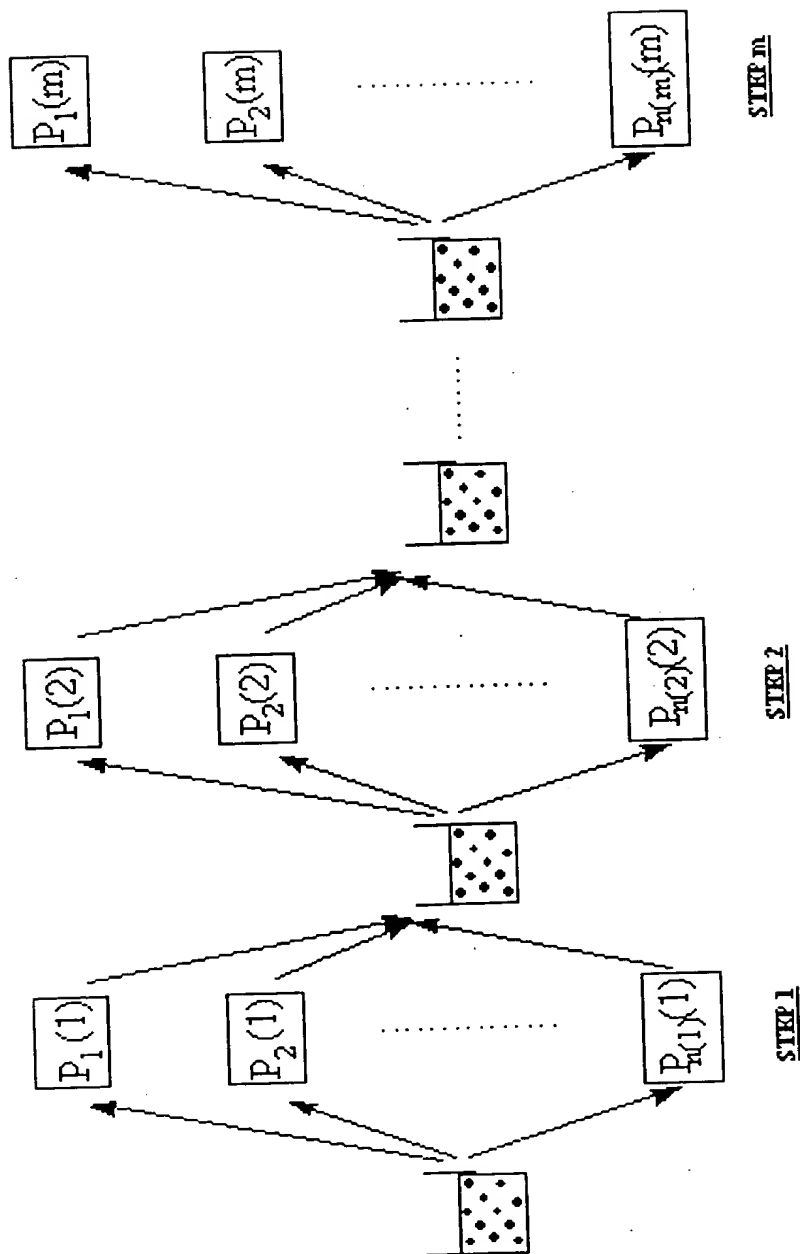 P₁(1)
P₂(1)
Pₙ₍₁₎(1)
STEP 1
P₁(2)
P₂(2)
Pₙ₍₂₎(2)
STEP 2
P₁(m)
P₂(m)
Pₙ₍ₘ₎(m)
STEP m